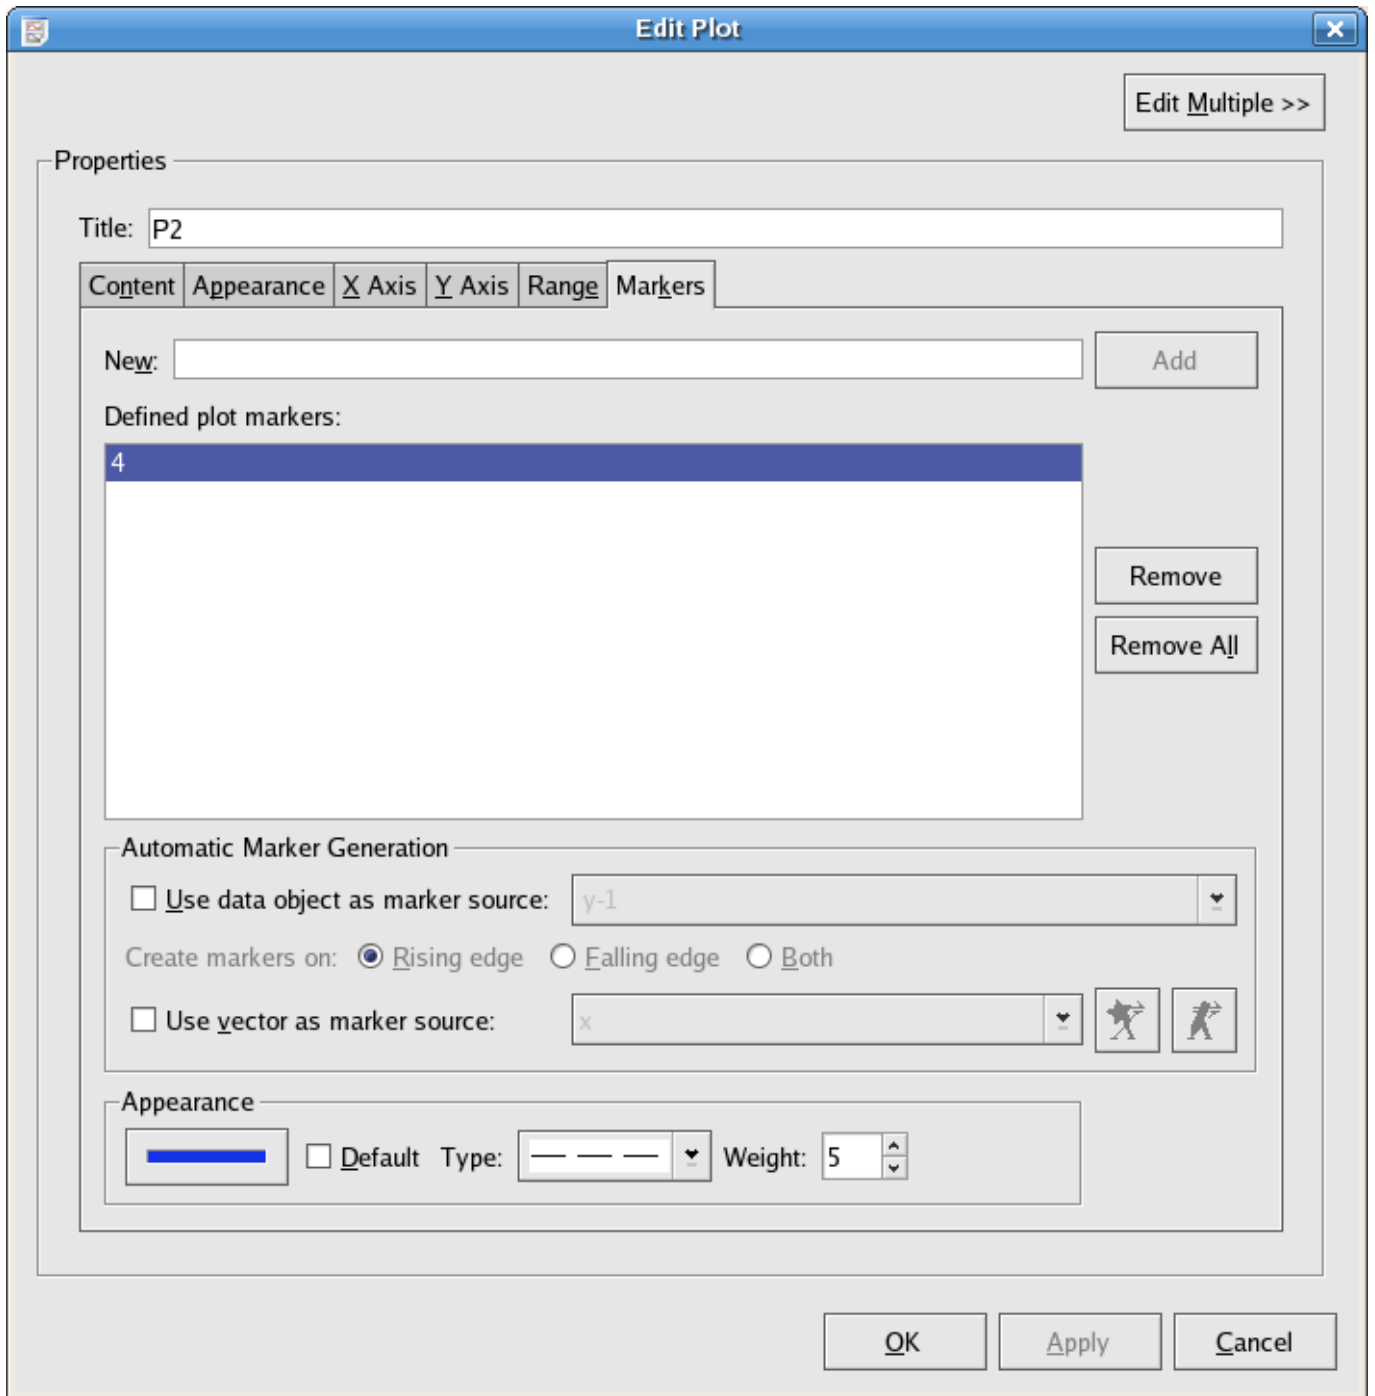 Edit Plot
Edit Multiple >>
Properties
Title: P2
Content Appearance X Axis Y Axis Range Markers
New: Add
Defined plot markers:
4
Remove
Remove All
Automatic Marker Generation
Use data object as marker source: y-1
Create markers on: Rising edge Falling edge Both
Use vector as marker source: x
Appearance
Default Type: Weight: 5
OK Apply Cancel